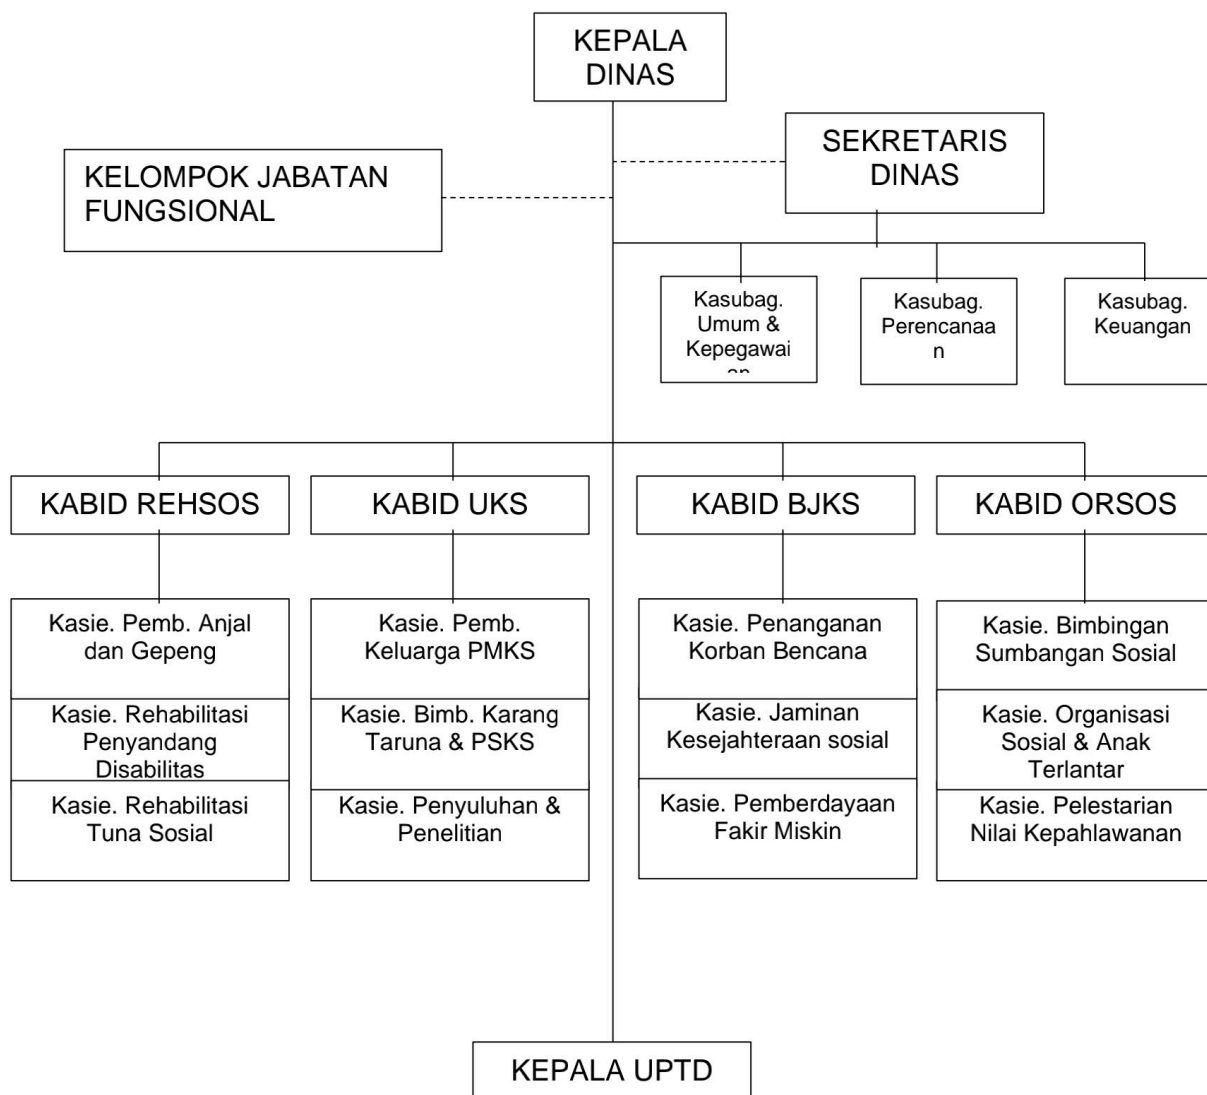 KEPALA
DINAS
SEKRETARIS
DINAS
KELOMPOK JABATAN
FUNGSIONAL
Kasubag.
Umum &
Kepegawai
Kasubag.
Perencanaa
n
Kasubag.
Keuangan
KABID REHSOS
KABID UKS
KABID BJKS
KABID ORSOS
Kasie. Pemb. Anjal
dan Gepeng
Kasie. Rehabilitasi
Penyandang
Disabilitas
Kasie. Rehabilitasi
Tuna Sosial
Kasie. Pemb.
Keluarga PMKS
Kasie. Bimb. Karang
Taruna & PSKS
Kasie. Penyuluhan &
Penelitian
Kasie. Penanganan
Korban Bencana
Kasie. Jaminan
Kesejahteraan sosial
Kasie. Pemberdayaan
Fakir Miskin
Kasie. Bimbingan
Sumbangan Sosial
Kasie. Organisasi
Sosial & Anak
Terlantar
Kasie. Pelestarian
Nilai Kepahlawanan
KEPALA UPTD